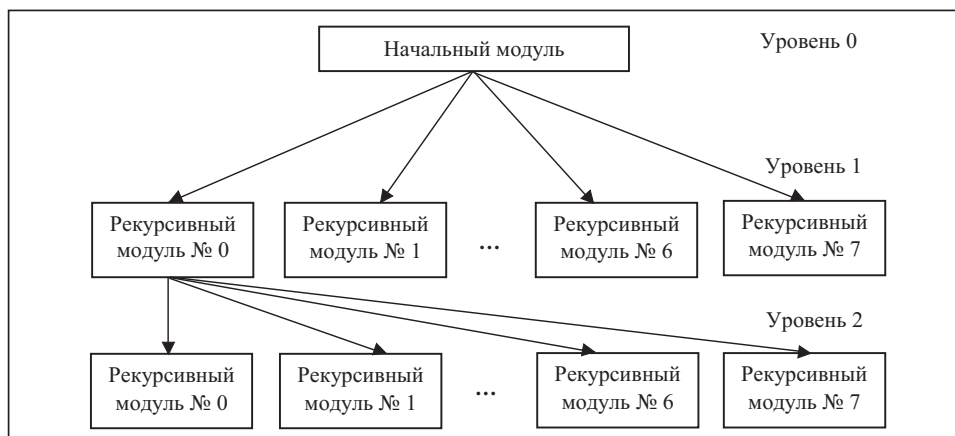 Начальный модуль
Уровень 0
Уровень 1
Рекурсивный
модуль № 0
Рекурсивный
модуль № 1
...
Рекурсивный
модуль № 6
Рекурсивный
модуль № 7
Уровень 2
Рекурсивный
модуль № 0
Рекурсивный
модуль № 1
...
Рекурсивный
модуль № 6
Рекурсивный
модуль № 7